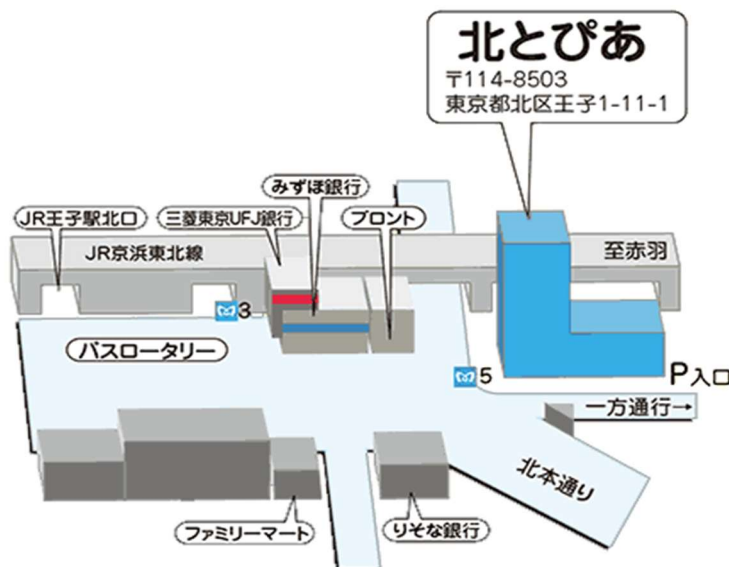 北とぴあ
〒114-8503
東京都北区王子1-11-1
みずほ銀行
JR王子駅北口
三菱東京UFJ銀行
プロント
JR京浜東北線
至赤羽
3
バスロータリー
5
P入口
一方通行→
北本通り
ファミリーマート
りそな銀行